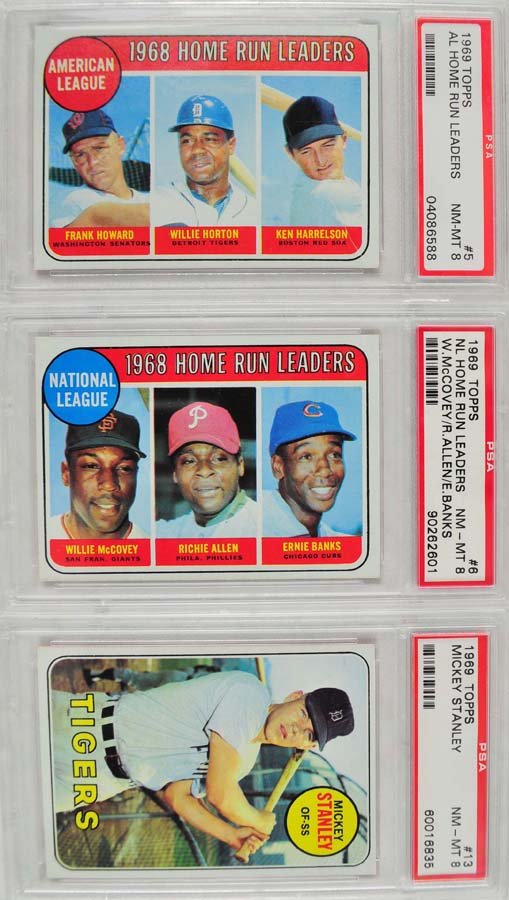 AMERICAN
LEAGUE
1968 HOME RUN LEADERS
FRANK HOWARD
WASHINGTON SENATORS
WILLIE HORTON
DETROIT TIGERS
KEN HARRELSON
BOSTON RED SOX
1969 TOPPS #5
AL HOME RUN LEADERS NM-MT 8
04086588
PSA
NATIONAL
LEAGUE
1968 HOME RUN LEADERS
WILLIE McCOVEY
SAN FRAN. GIANTS
RICHIE ALLEN
PHILA. PHILLIES
ERNIE BANKS
CHICAGO CUBS
1969 TOPPS #6
NL HOME RUN LEADERS NM - MT 8
W.McCOVEY/R.ALLEN/E.BANKS
90262601
PSA
TIGERS
MICKEY
STANLEY
OF-SS
1969 TOPPS #13
MICKEY STANLEY NM - MT 8
60016835
PSA